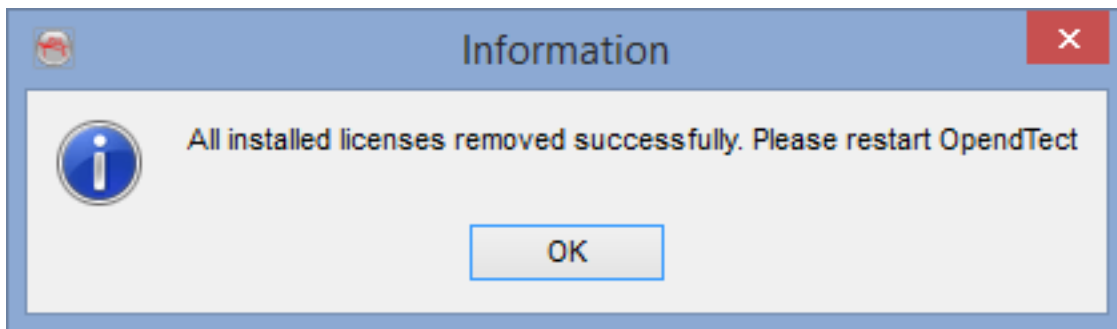 Information
All installed licenses removed successfully. Please restart OpendTect
OK